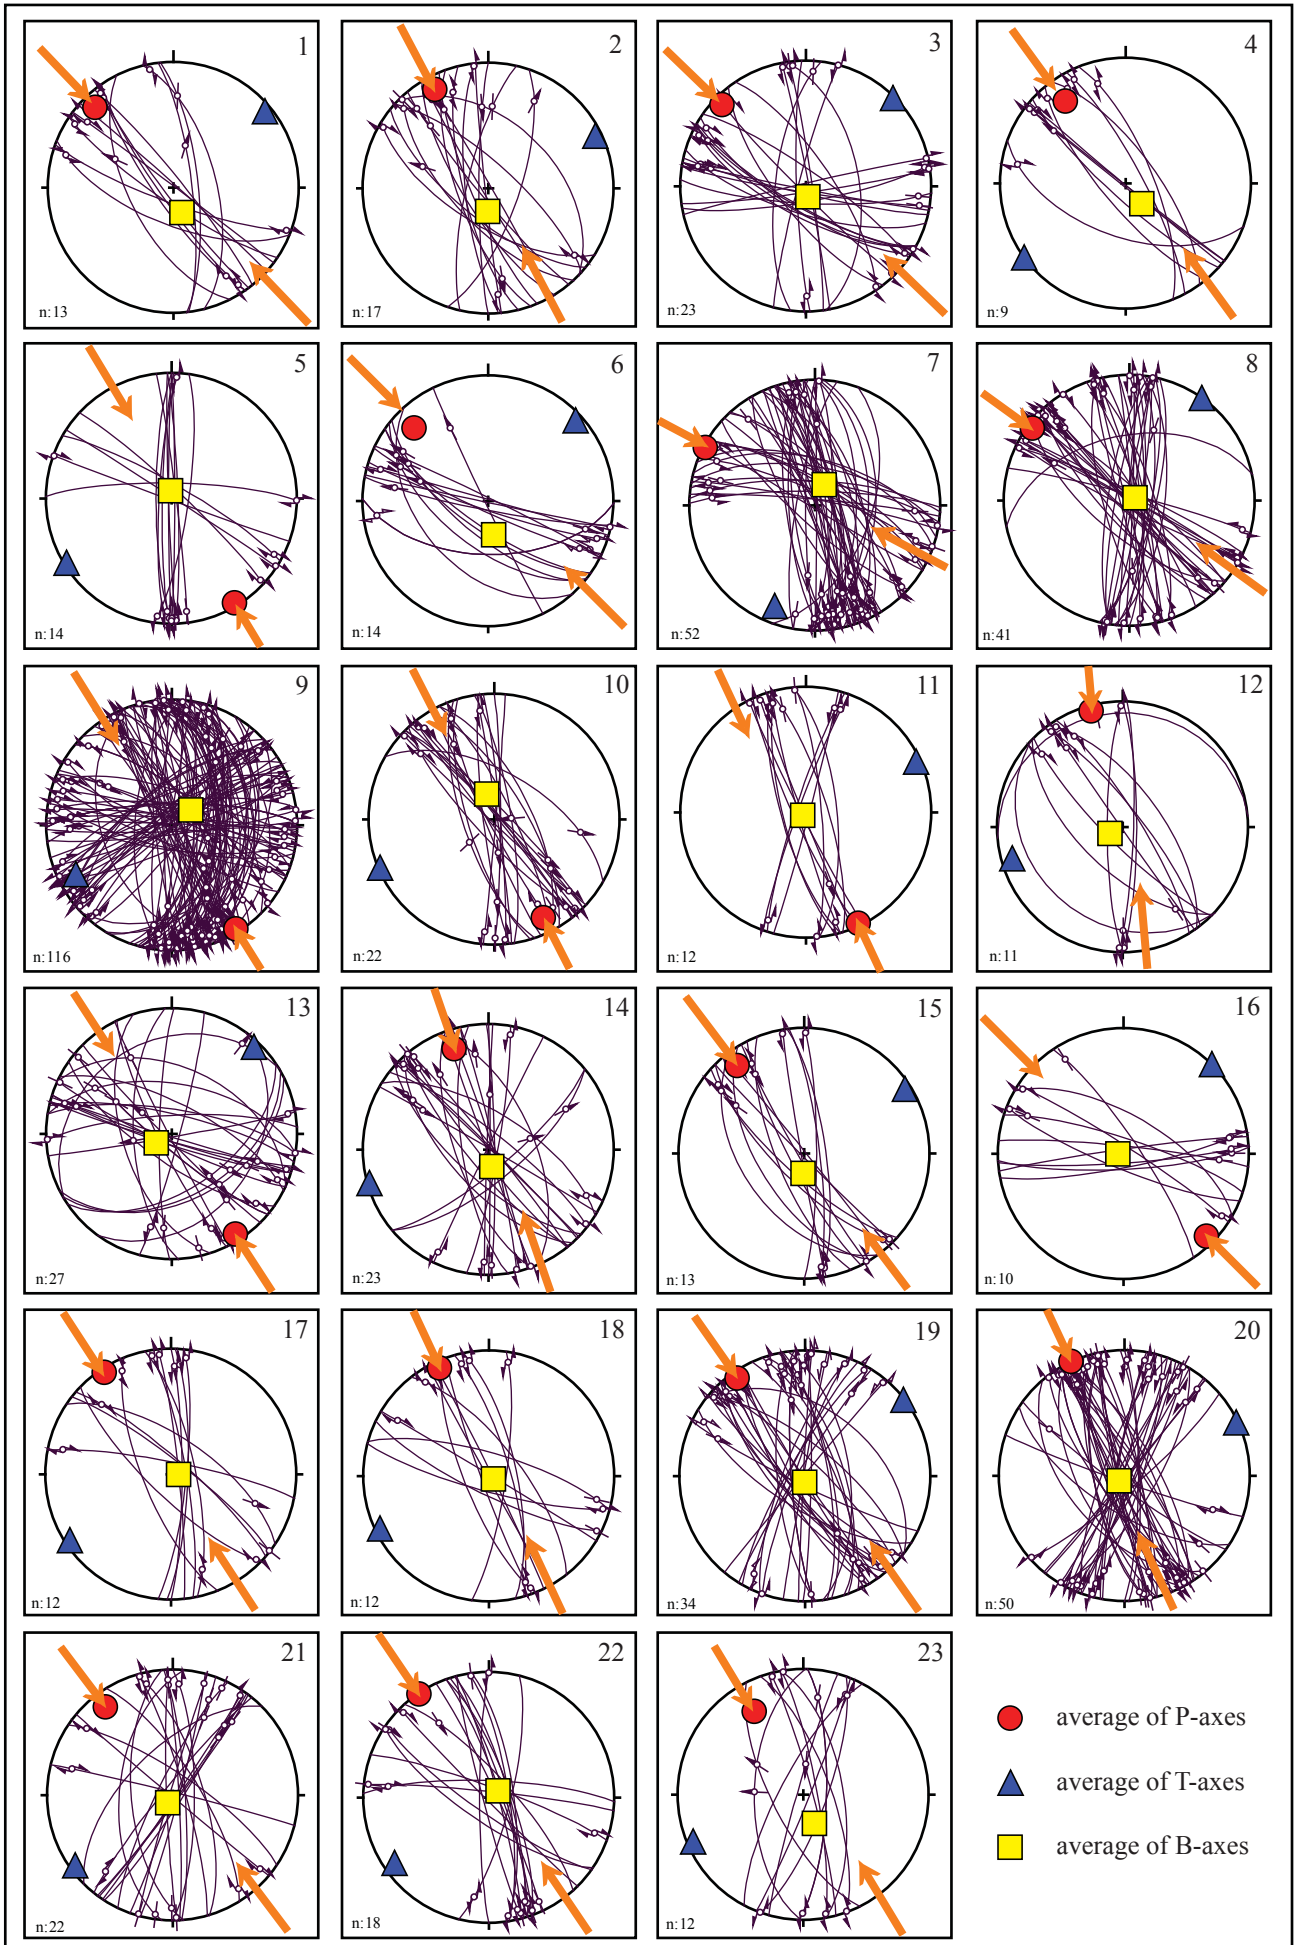 1
n:13
2
n:17
3
n:23
4
n:9
5
n:14
6
n:14
7
n:52
8
n:41
9
n:116
10
n:22
11
n:12
12
n:11
13
n:27
14
n:23
15
n:13
16
n:10
17
n:12
18
n:12
19
n:34
20
n:50
21
n:22
22
n:18
23
n:12
average of P-axes
average of T-axes
average of B-axes